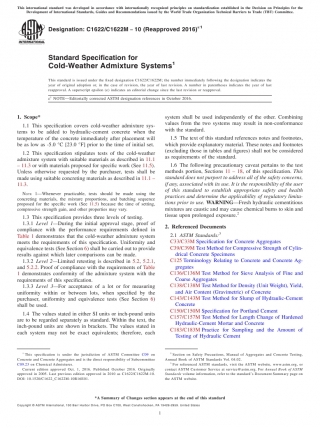 This international standard was developed in accordance with internationally recognized principles on standardization established in the Decision on Principles for the
Development of International Standards, Guides and Recommendations issued by the World Trade Organization Technical Barriers to Trade (TBT) Committee.
Designation: C1622/C1622M − 10 (Reapproved 2016)ε1
Standard Specification for
Cold-Weather Admixture Systems1
This standard is issued under the fixed designation C1622/C1622M; the number immediately following the designation indicates the
year of original adoption or, in the case of revision, the year of last revision. A number in parentheses indicates the year of last
reapproval. A superscript epsilon (ε) indicates an editorial change since the last revision or reapproval.
ε1 NOTE—Editorially corrected ASTM designation references in October 2016.
1. Scope*
1.1 This specification covers cold-weather admixture sys-
tems to be added to hydraulic-cement concrete when the
temperature of the concrete immediately after placement will
be as low as -5.0 °C [23.0 °F] prior to the time of initial set.
1.2 This specification stipulates tests of the cold-weather
admixture system with suitable materials as described in 11.1
– 11.3 or with materials proposed for specific work (See 11.5).
Unless otherwise requested by the purchaser, tests shall be
made using suitable concreting materials as described in 11.1 –
11.3.
NOTE 1—Whenever practicable, tests should be made using the
concreting materials, the mixture proportions, and batching sequence
proposed for the specific work (See 11.5) because the time of setting,
compressive strength gain, and other properties may vary.
1.3 This specification provides three levels of testing.
1.3.1 Level 1—During the initial approval stage, proof of
compliance with the performance requirements defined in
Table 1 demonstrates that the cold-weather admixture system
meets the requirements of this specification. Uniformity and
equivalence tests (See Section 6) shall be carried out to provide
results against which later comparisons can be made.
1.3.2 Level 2—Limited retesting is described in 5.2, 5.2.1,
and 5.2.2. Proof of compliance with the requirements of Table
1 demonstrates conformity of the admixture system with the
requirements of this specification.
1.3.3 Level 3—For acceptance of a lot or for measuring
uniformity within or between lots, when specified by the
purchaser, uniformity and equivalence tests (See Section 6)
shall be used.
1.4 The values stated in either SI units or inch-pound units
are to be regarded separately as standard. Within the text, the
inch-pound units are shown in brackets. The values stated in
each system may not be exact equivalents; therefore, each
system shall be used independently of the other. Combining
values from the two systems may result in non-conformance
with the standard.
1.5 The text of this standard references notes and footnotes,
which provide explanatory material. These notes and footnotes
(excluding those in tables and figures) shall not be considered
as requirements of the standard.
1.6 The following precautionary caveat pertains to the test
methods portion, Sections 11 – 18, of this specification. This
standard does not purport to address all of the safety concerns,
if any, associated with its use. It is the responsibility of the user
of this standard to establish appropriate safety and health
practices and determine the applicability of regulatory limita-
tions prior to use. WARNING—Fresh hydraulic cementitious
mixtures are caustic and may cause chemical burns to skin and
tissue upon prolonged exposure.2
2. Referenced Documents
2.1 ASTM Standards:3
C33/C33M Specification for Concrete Aggregates
C39/C39M Test Method for Compressive Strength of Cylin-
drical Concrete Specimens
C125 Terminology Relating to Concrete and Concrete Ag-
gregates
C136/C136M Test Method for Sieve Analysis of Fine and
Coarse Aggregates
C138/C138M Test Method for Density (Unit Weight), Yield,
and Air Content (Gravimetric) of Concrete
C143/C143M Test Method for Slump of Hydraulic-Cement
Concrete
C150/C150M Specification for Portland Cement
C157/C157M Test Method for Length Change of Hardened
Hydraulic-Cement Mortar and Concrete
C183/C183M Practice for Sampling and the Amount of
Testing of Hydraulic Cement
1 This specification is under the jurisdiction of ASTM Committee C09 on
Concrete and Concrete Aggregates and is the direct responsibility of Subcommittee
C09.23 on Chemical Admixtures.
Current edition approved Oct. 1, 2016. Published October 2016. Originally
approved in 2005. Last previous edition approved in 2010 as C1622/C1622M–10.
2 Section on Safety Precautions, Manual of Aggregate and Concrete Testing,
Annual Book of ASTM Standards, Vol. 04.02.
3 For referenced ASTM standards, visit the ASTM website, www.astm.org, or
contact ASTM Customer Service at service@astm.org. For Annual Book of ASTM
Standards volume information, refer to the standard's Document Summary page on
the ASTM website.
*A Summary of Changes section appears at the end of this standard
Copyright © ASTM International, 100 Barr Harbor Drive, PO Box C700, West Conshohocken, PA 19428-2959. United States
1